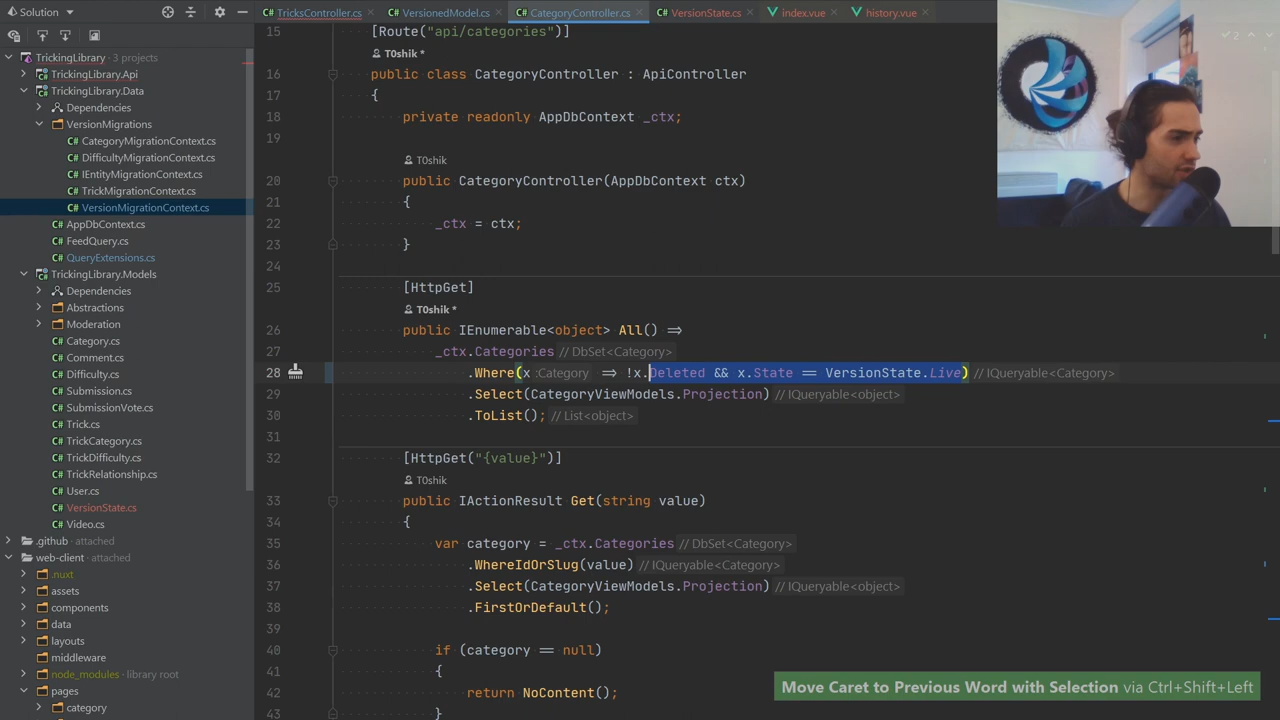 Solution
TricksController.cs
VersionedModel.cs
CategoryController.cs
VersionState.cs
index.vue
history.vue
TrickingLibrary 3 projects
TrickingLibrary.Api
TrickingLibrary.Data
Dependencies
VersionMigrations
CategoryMigrationContext.cs
DifficultyMigrationContext.cs
IEntityMigrationContext.cs
TrickMigrationContext.cs
VersionMigrationContext.cs
AppDbContext.cs
FeedQuery.cs
QueryExtensions.cs
TrickingLibrary.Models
Dependencies
Abstractions
Moderation
Category.cs
Comment.cs
Difficulty.cs
Submission.cs
SubmissionVote.cs
Trick.cs
TrickCategory.cs
TrickDifficulty.cs
TrickRelationship.cs
User.cs
VersionState.cs
Video.cs
.github attached
web-client attached
.nuxt
assets
components
data
layouts
middleware
node_modules library root
pages
category
15 [Route("api/categories")]
T0shik *
16 public class CategoryController : ApiController
17 {
18 private readonly AppDbContext _ctx;
19
T0shik
20 public CategoryController(AppDbContext ctx)
21 {
22 _ctx = ctx;
23 }
24
25 [HttpGet]
T0shik *
26 public IEnumerable<object> All() =>
27 _ctx.Categories // DbSet<Category>
28 .Where(x :Category => !x.Deleted && x.State == VersionState.Live) // IQueryable<Category>
29 .Select(CategoryViewModels.Projection) // IQueryable<object>
30 .ToList(); // List<object>
31
32 [HttpGet("{value}")]
T0shik
33 public IActionResult Get(string value)
34 {
35 var category = _ctx.Categories // DbSet<Category>
36 .WhereIdOrSlug(value) // IQueryable<Category>
37 .Select(CategoryViewModels.Projection) // IQueryable<object>
38 .FirstOrDefault();
39
40 if (category == null)
41 {
42 return NoContent();
43 }
2
Move Caret to Previous Word with Selection via Ctrl+Shift+Left